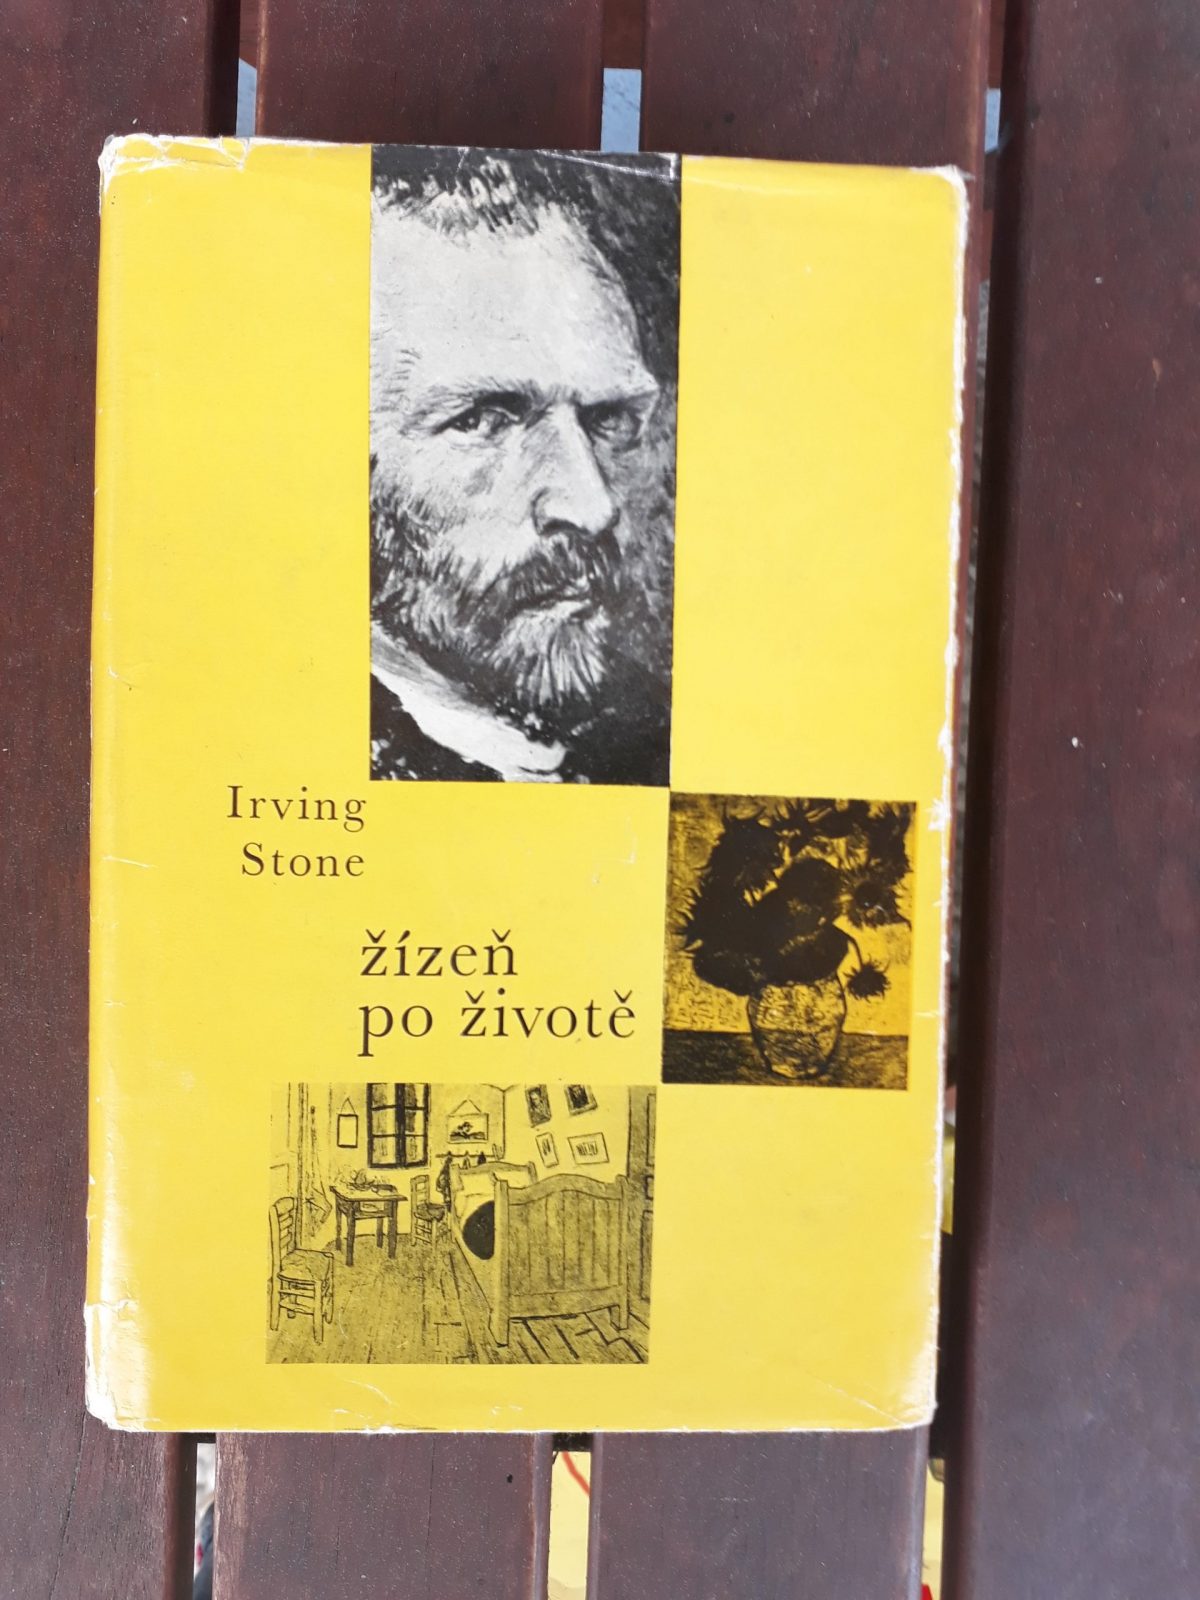 Irving
Stone
žízeň
po životě